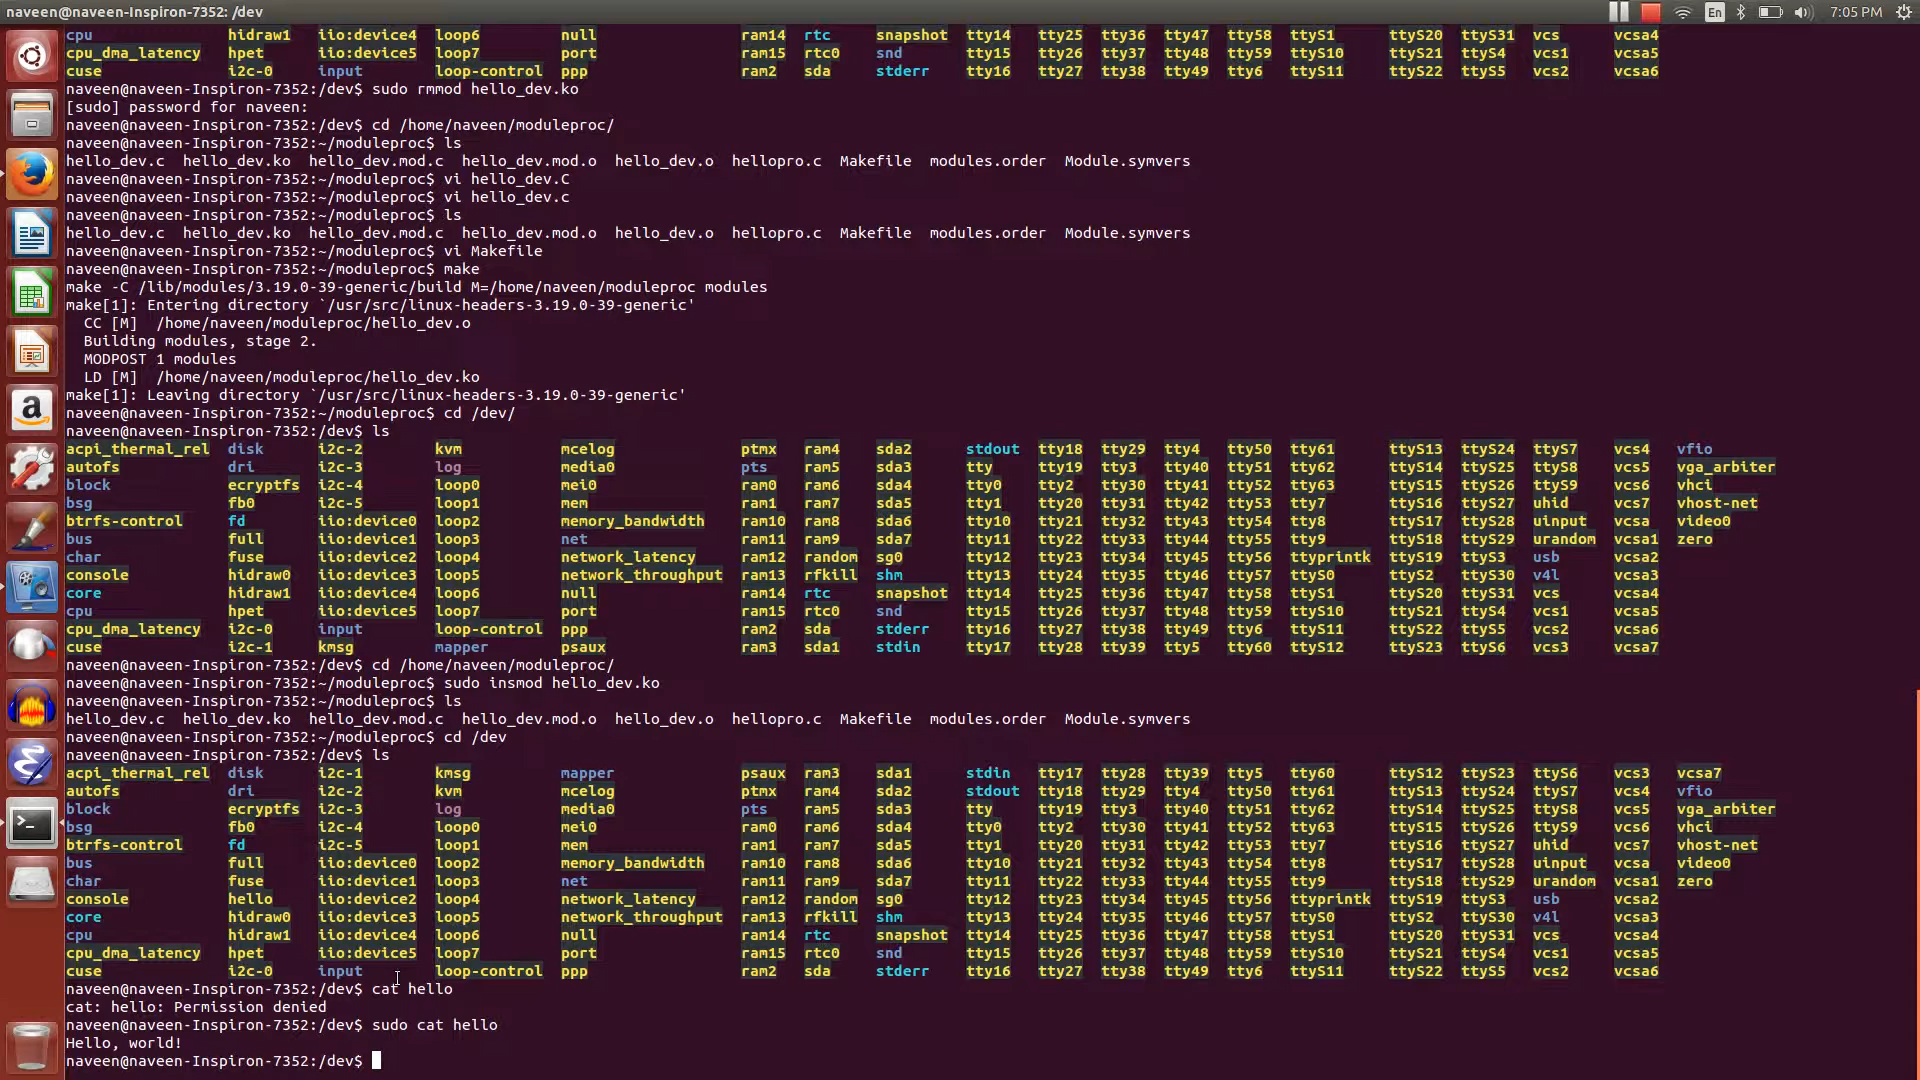 naveen@naveen-Inspiron-7352: /dev En 7:05 PM
cpu hidraw1 iio:device4 loop6 null ram14 rtc snapshot tty14 tty25 tty36 tty47 tty58 ttyS1 ttyS20 ttyS31 vcs vcsa4
cpu_dma_latency hpet iio:device5 loop7 port ram15 rtc0 snd tty15 tty26 tty37 tty48 tty59 ttyS10 ttyS21 ttyS4 vcs1 vcsa5
cuse i2c-0 input loop-control ppp ram2 sda stderr tty16 tty27 tty38 tty49 tty6 ttyS11 ttyS22 ttyS5 vcs2 vcsa6
naveen@naveen-Inspiron-7352:/dev$ sudo rmmod hello_dev.ko
[sudo] password for naveen:
naveen@naveen-Inspiron-7352:/dev$ cd /home/naveen/moduleproc/
naveen@naveen-Inspiron-7352:~/moduleproc$ ls
hello_dev.c hello_dev.ko hello_dev.mod.c hello_dev.mod.o hello_dev.o hellopro.c Makefile modules.order Module.symvers
naveen@naveen-Inspiron-7352:~/moduleproc$ vi hello_dev.C
naveen@naveen-Inspiron-7352:~/moduleproc$ vi hello_dev.c
naveen@naveen-Inspiron-7352:~/moduleproc$ ls
hello_dev.c hello_dev.ko hello_dev.mod.c hello_dev.mod.o hello_dev.o hellopro.c Makefile modules.order Module.symvers
naveen@naveen-Inspiron-7352:~/moduleproc$ vi Makefile
naveen@naveen-Inspiron-7352:~/moduleproc$ make
make -C /lib/modules/3.19.0-39-generic/build M=/home/naveen/moduleproc modules
make[1]: Entering directory `/usr/src/linux-headers-3.19.0-39-generic'
CC [M] /home/naveen/moduleproc/hello_dev.o
Building modules, stage 2.
MODPOST 1 modules
LD [M] /home/naveen/moduleproc/hello_dev.ko
make[1]: Leaving directory `/usr/src/linux-headers-3.19.0-39-generic'
naveen@naveen-Inspiron-7352:~/moduleproc$ cd /dev/
naveen@naveen-Inspiron-7352:/dev$ ls
acpi_thermal_rel disk i2c-2 kvm mcelog ptmx ram4 sda2 stdout tty18 tty29 tty4 tty50 tty61 ttyS13 ttyS24 ttyS7 vcs4 vfio
autofs dri i2c-3 log media0 pts ram5 sda3 tty tty19 tty3 tty40 tty51 tty62 ttyS14 ttyS25 ttyS8 vcs5 vga_arbiter
block ecryptfs i2c-4 loop0 mei0 ram0 ram6 sda4 tty0 tty2 tty30 tty41 tty52 tty63 ttyS15 ttyS26 ttyS9 vcs6 vhci
bsg fb0 i2c-5 loop1 mem ram1 ram7 sda5 tty1 tty20 tty31 tty42 tty53 tty7 ttyS16 ttyS27 uhid vcs7 vhost-net
btrfs-control fd iio:device0 loop2 memory_bandwidth ram10 ram8 sda6 tty10 tty21 tty32 tty43 tty54 tty8 ttyS17 ttyS28 uinput vcsa video0
bus full iio:device1 loop3 net ram11 ram9 sda7 tty11 tty22 tty33 tty44 tty55 tty9 ttyS18 ttyS29 urandom vcsa1 zero
char fuse iio:device2 loop4 network_latency ram12 random sg0 tty12 tty23 tty34 tty45 tty56 ttyprintk ttyS19 ttyS3 usb vcsa2
console hidraw0 iio:device3 loop5 network_throughput ram13 rfkill shm tty13 tty24 tty35 tty46 tty57 ttyS0 ttyS2 ttyS30 v4l vcsa3
core hidraw1 iio:device4 loop6 null ram14 rtc snapshot tty14 tty25 tty36 tty47 tty58 ttyS1 ttyS20 ttyS31 vcs vcsa4
cpu hpet iio:device5 loop7 port ram15 rtc0 snd tty15 tty26 tty37 tty48 tty59 ttyS10 ttyS21 ttyS4 vcs1 vcsa5
cpu_dma_latency i2c-0 input loop-control ppp ram2 sda stderr tty16 tty27 tty38 tty49 tty6 ttyS11 ttyS22 ttyS5 vcs2 vcsa6
cuse i2c-1 kmsg mapper psaux ram3 sda1 stdin tty17 tty28 tty39 tty5 tty60 ttyS12 ttyS23 ttyS6 vcs3 vcsa7
naveen@naveen-Inspiron-7352:/dev$ cd /home/naveen/moduleproc/
naveen@naveen-Inspiron-7352:~/moduleproc$ sudo insmod hello_dev.ko
naveen@naveen-Inspiron-7352:~/moduleproc$ ls
hello_dev.c hello_dev.ko hello_dev.mod.c hello_dev.mod.o hello_dev.o hellopro.c Makefile modules.order Module.symvers
naveen@naveen-Inspiron-7352:~/moduleproc$ cd /dev
naveen@naveen-Inspiron-7352:/dev$ ls
acpi_thermal_rel disk i2c-1 kmsg mapper psaux ram3 sda1 stdin tty17 tty28 tty39 tty5 tty60 ttyS12 ttyS23 ttyS6 vcs3 vcsa7
autofs dri i2c-2 kvm mcelog ptmx ram4 sda2 stdout tty18 tty29 tty4 tty50 tty61 ttyS13 ttyS24 ttyS7 vcs4 vfio
block ecryptfs i2c-3 log media0 pts ram5 sda3 tty tty19 tty3 tty40 tty51 tty62 ttyS14 ttyS25 ttyS8 vcs5 vga_arbiter
bsg fb0 i2c-4 loop0 mei0 ram0 ram6 sda4 tty0 tty2 tty30 tty41 tty52 tty63 ttyS15 ttyS26 ttyS9 vcs6 vhci
btrfs-control fd i2c-5 loop1 mem ram1 ram7 sda5 tty1 tty20 tty31 tty42 tty53 tty7 ttyS16 ttyS27 uhid vcs7 vhost-net
bus full iio:device0 loop2 memory_bandwidth ram10 ram8 sda6 tty10 tty21 tty32 tty43 tty54 tty8 ttyS17 ttyS28 uinput vcsa video0
char fuse iio:device1 loop3 net ram11 ram9 sda7 tty11 tty22 tty33 tty44 tty55 tty9 ttyS18 ttyS29 urandom vcsa1 zero
console hello iio:device2 loop4 network_latency ram12 random sg0 tty12 tty23 tty34 tty45 tty56 ttyprintk ttyS19 ttyS3 usb vcsa2
core hidraw0 iio:device3 loop5 network_throughput ram13 rfkill shm tty13 tty24 tty35 tty46 tty57 ttyS0 ttyS2 ttyS30 v4l vcsa3
cpu hidraw1 iio:device4 loop6 null ram14 rtc snapshot tty14 tty25 tty36 tty47 tty58 ttyS1 ttyS20 ttyS31 vcs vcsa4
cpu_dma_latency hpet iio:device5 loop7 port ram15 rtc0 snd tty15 tty26 tty37 tty48 tty59 ttyS10 ttyS21 ttyS4 vcs1 vcsa5
cuse i2c-0 input loop-control ppp ram2 sda stderr tty16 tty27 tty38 tty49 tty6 ttyS11 ttyS22 ttyS5 vcs2 vcsa6
naveen@naveen-Inspiron-7352:/dev$ cat hello
cat: hello: Permission denied
naveen@naveen-Inspiron-7352:/dev$ sudo cat hello
Hello, world!
naveen@naveen-Inspiron-7352:/dev$